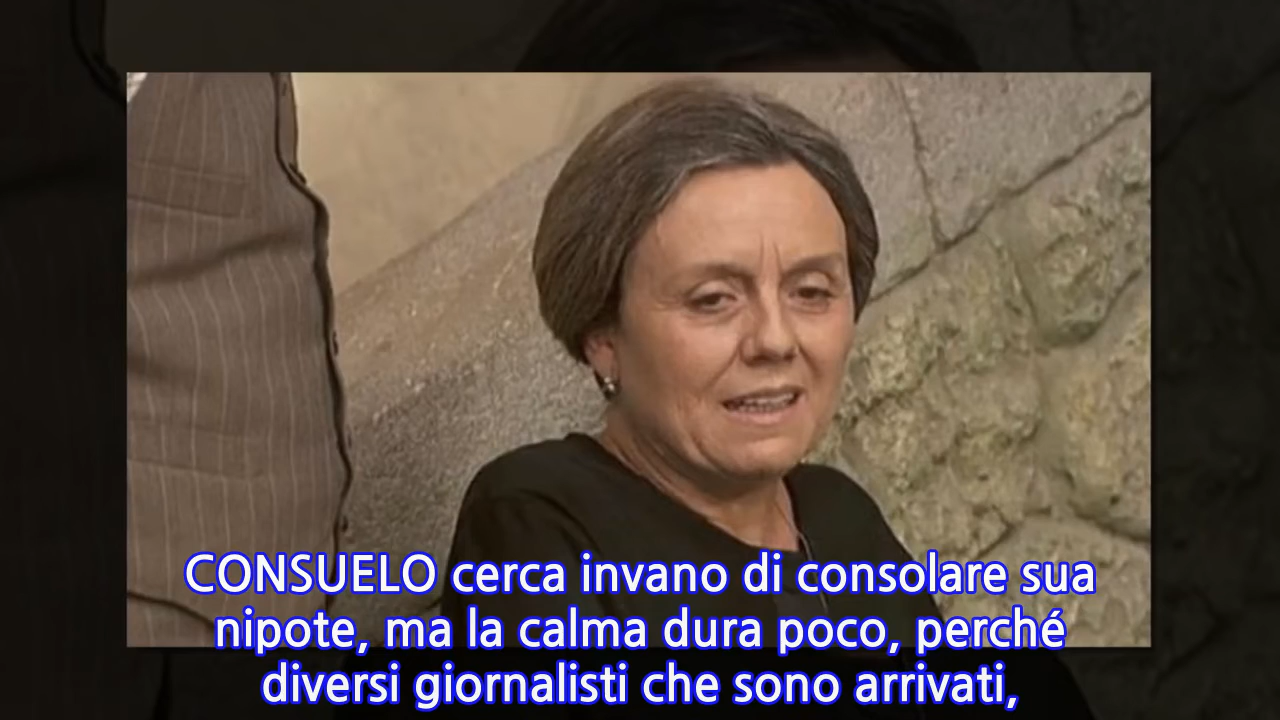 CONSUELO cerca invano di consolare sua
nipote, ma la calma dura poco, perché
diversi giornalisti che sono arrivati,